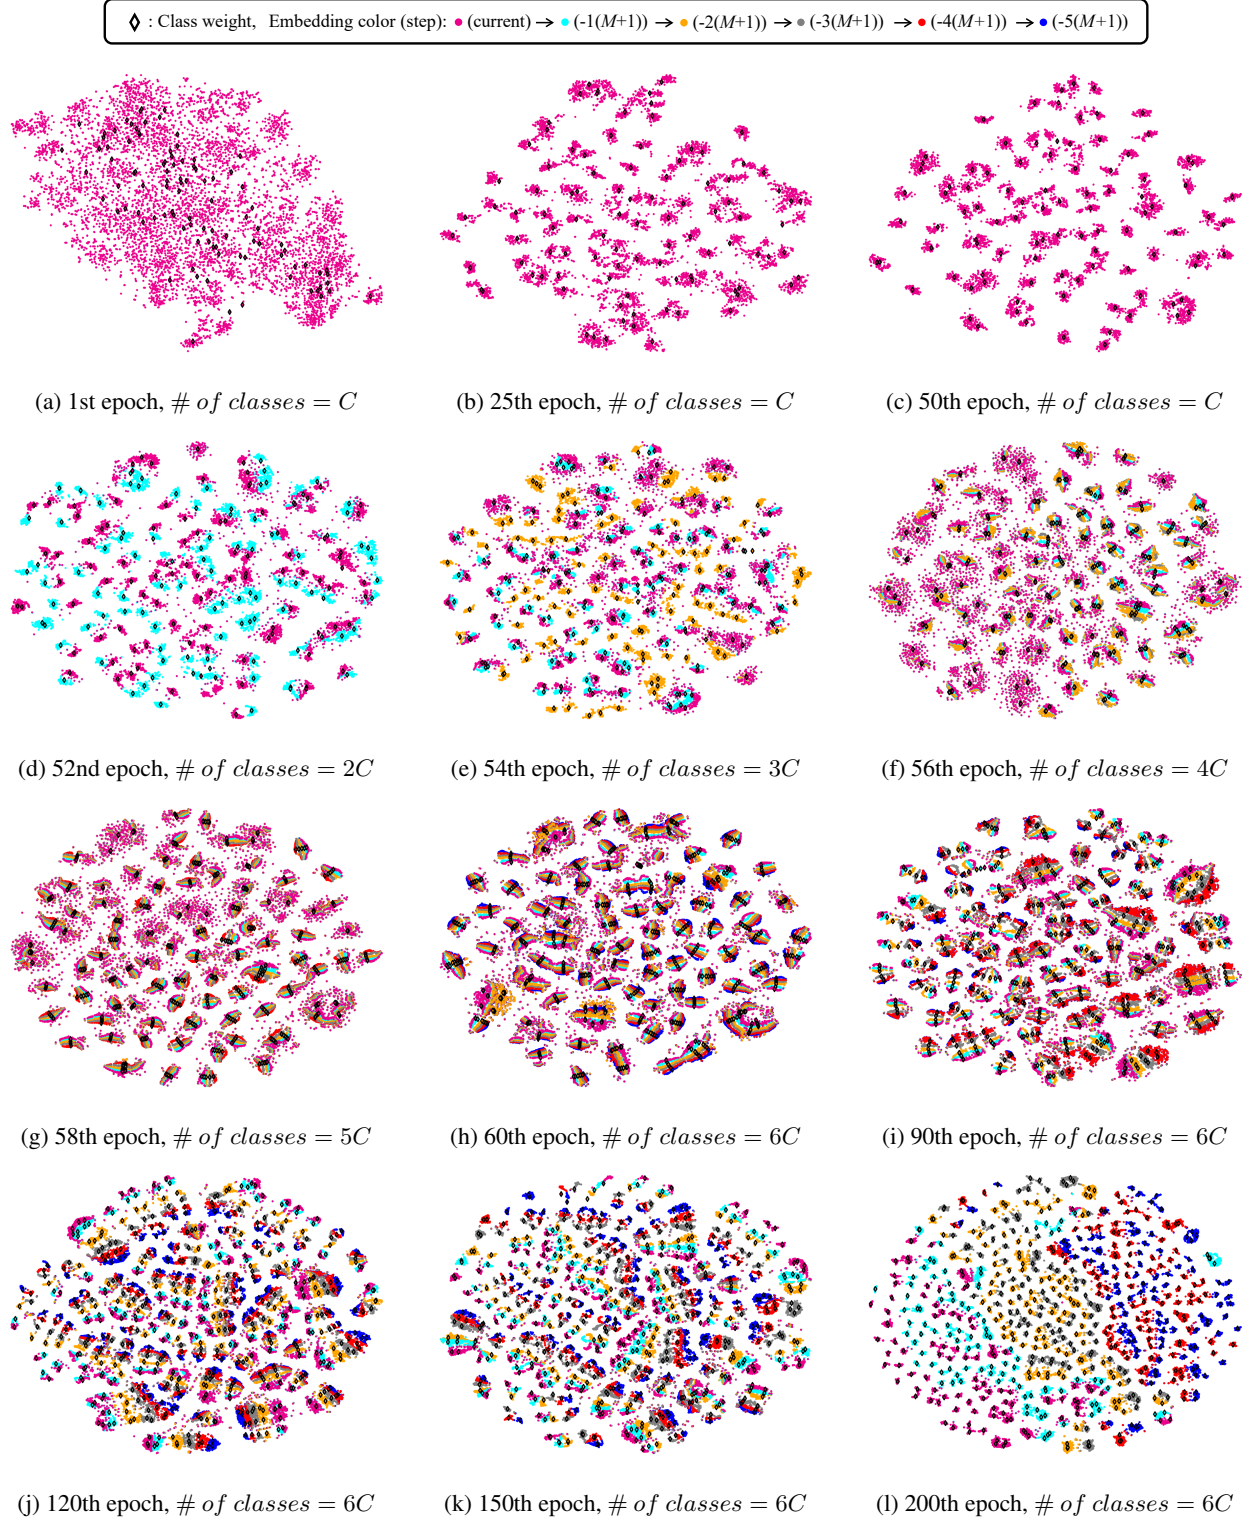 ◊ : Class weight, Embedding color (step): ● (current) → ● (-1(M+1)) → ● (-2(M+1)) → ● (-3(M+1)) → ● (-4(M+1)) → ● (-5(M+1))
(a) 1st epoch, # of classes = C
(b) 25th epoch, # of classes = C
(c) 50th epoch, # of classes = C
(d) 52nd epoch, # of classes = 2C
(e) 54th epoch, # of classes = 3C
(f) 56th epoch, # of classes = 4C
(g) 58th epoch, # of classes = 5C
(h) 60th epoch, # of classes = 6C
(i) 90th epoch, # of classes = 6C
(j) 120th epoch, # of classes = 6C
(k) 150th epoch, # of classes = 6C
(l) 200th epoch, # of classes = 6C